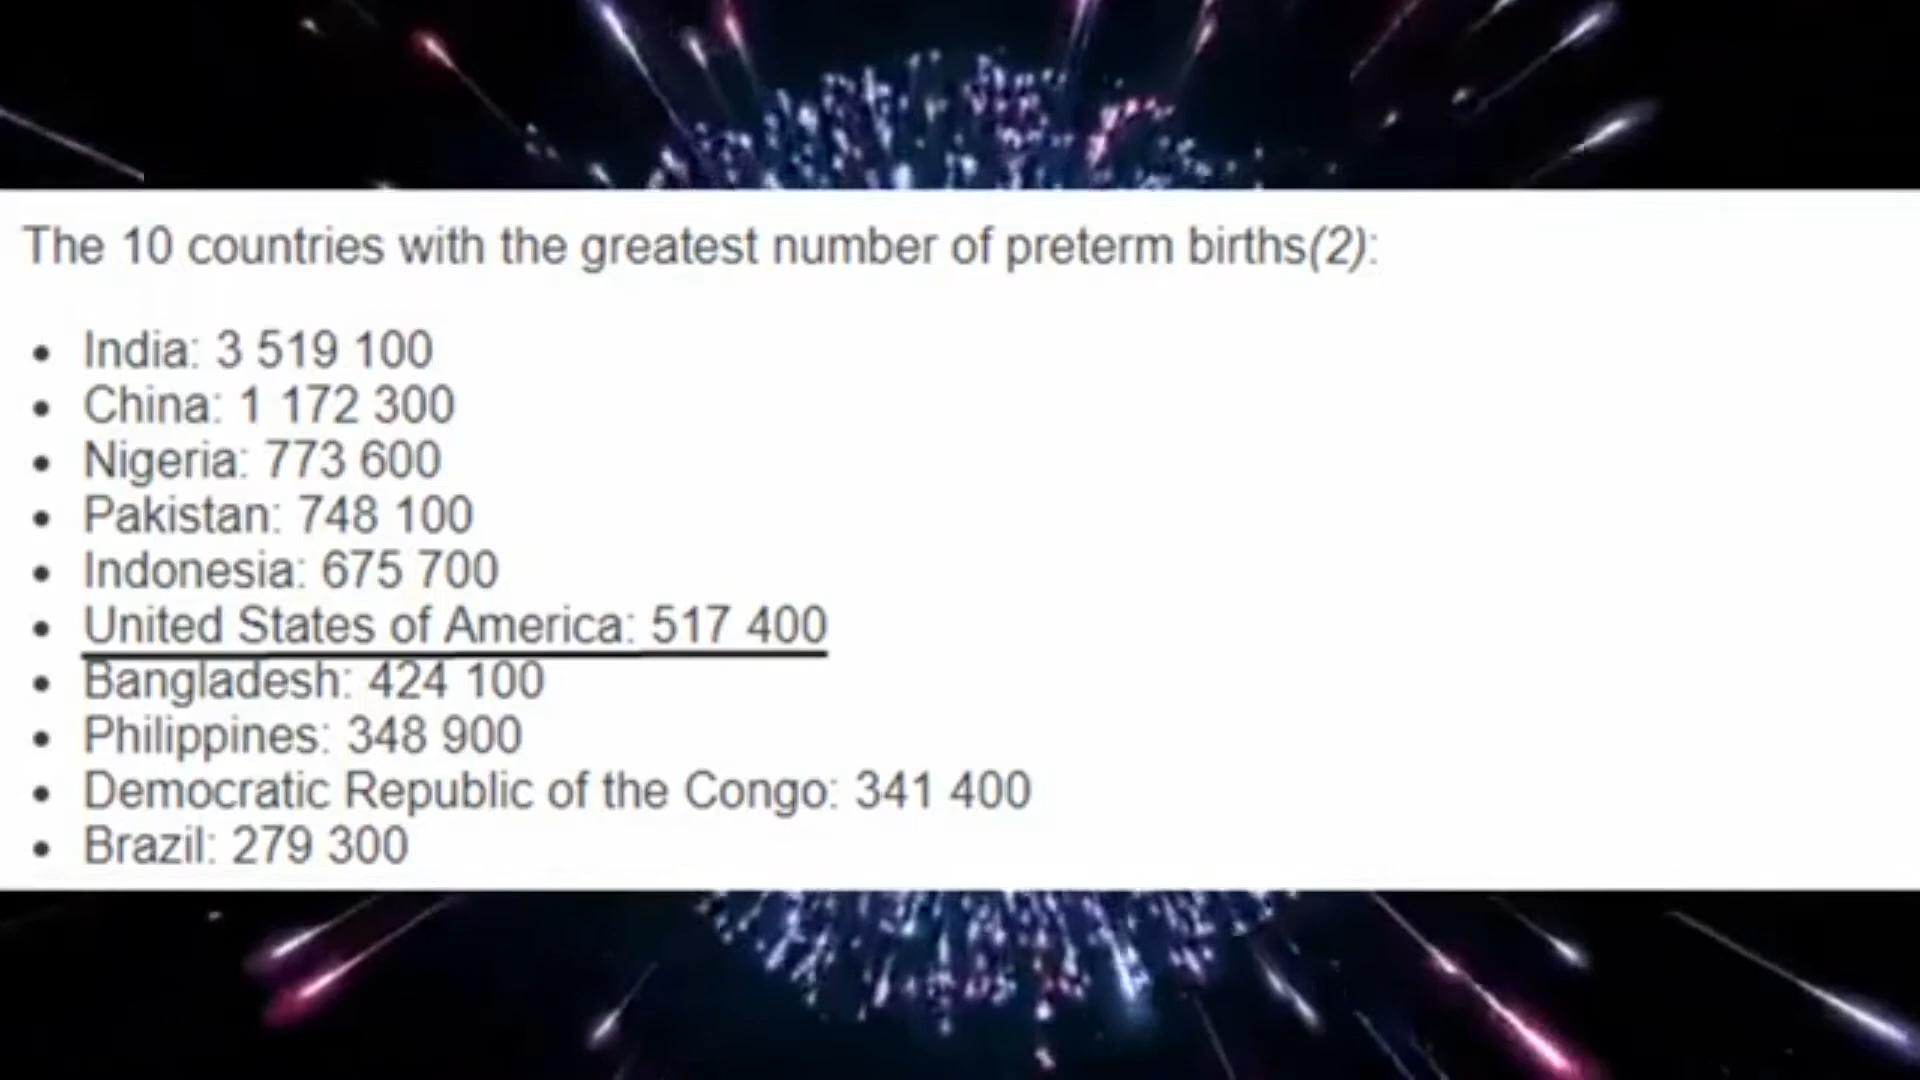 The 10 countries with the greatest number of preterm births(2):
• India: 3 519 100
• China: 1 172 300
• Nigeria: 773 600
• Pakistan: 748 100
• Indonesia: 675 700
• United States of America: 517 400
• Bangladesh: 424 100
• Philippines: 348 900
• Democratic Republic of the Congo: 341 400
• Brazil: 279 300